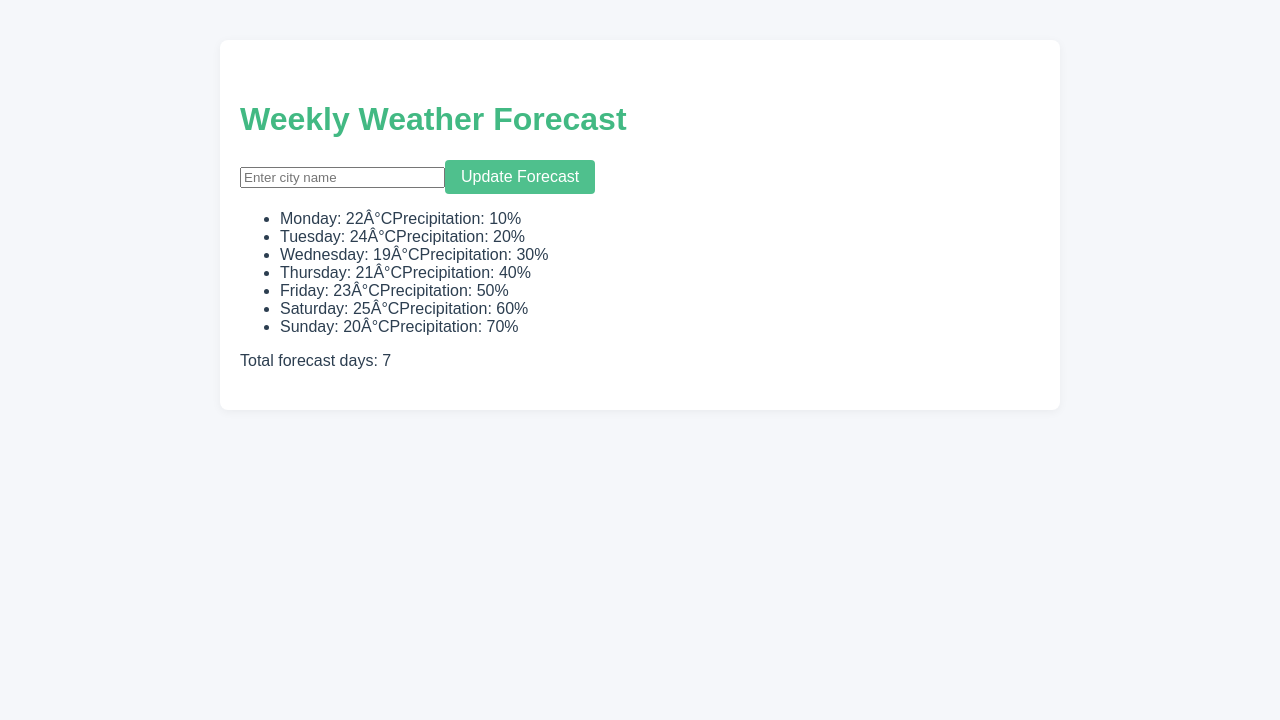 Weekly Weather Forecast
Enter city name Update Forecast
Monday: 22Â°CPrecipitation: 10%
Tuesday: 24Â°CPrecipitation: 20%
Wednesday: 19Â°CPrecipitation: 30%
Thursday: 21Â°CPrecipitation: 40%
Friday: 23Â°CPrecipitation: 50%
Saturday: 25Â°CPrecipitation: 60%
Sunday: 20Â°CPrecipitation: 70%
Total forecast days: 7